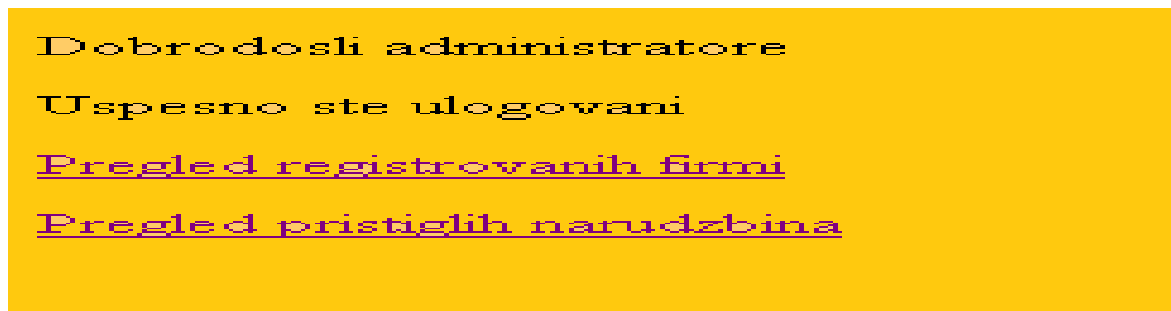 Dobrodosli administratore
Uspesno ste ulogovani
Pregled registrovanih firmi
Pregled pristiglih narudzbina